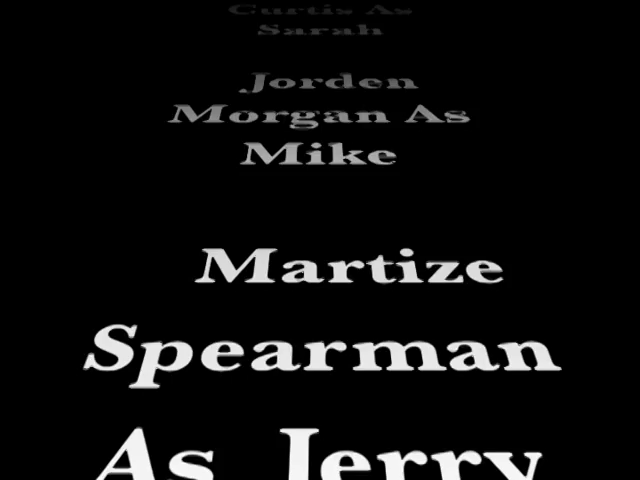 Curtis As
Sarah
Jorden
Morgan As
Mike
Martize
Spearman
As Jerry